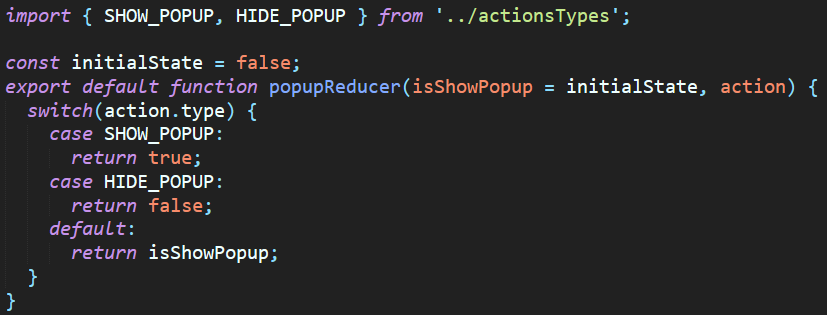 import { SHOW_POPUP, HIDE_POPUP } from '../actionsTypes';

const initialState = false;
export default function popupReducer(isShowPopup = initialState, action) {
  switch(action.type) {
    case SHOW_POPUP:
      return true;
    case HIDE_POPUP:
      return false;
    default:
      return isShowPopup;
  }
}